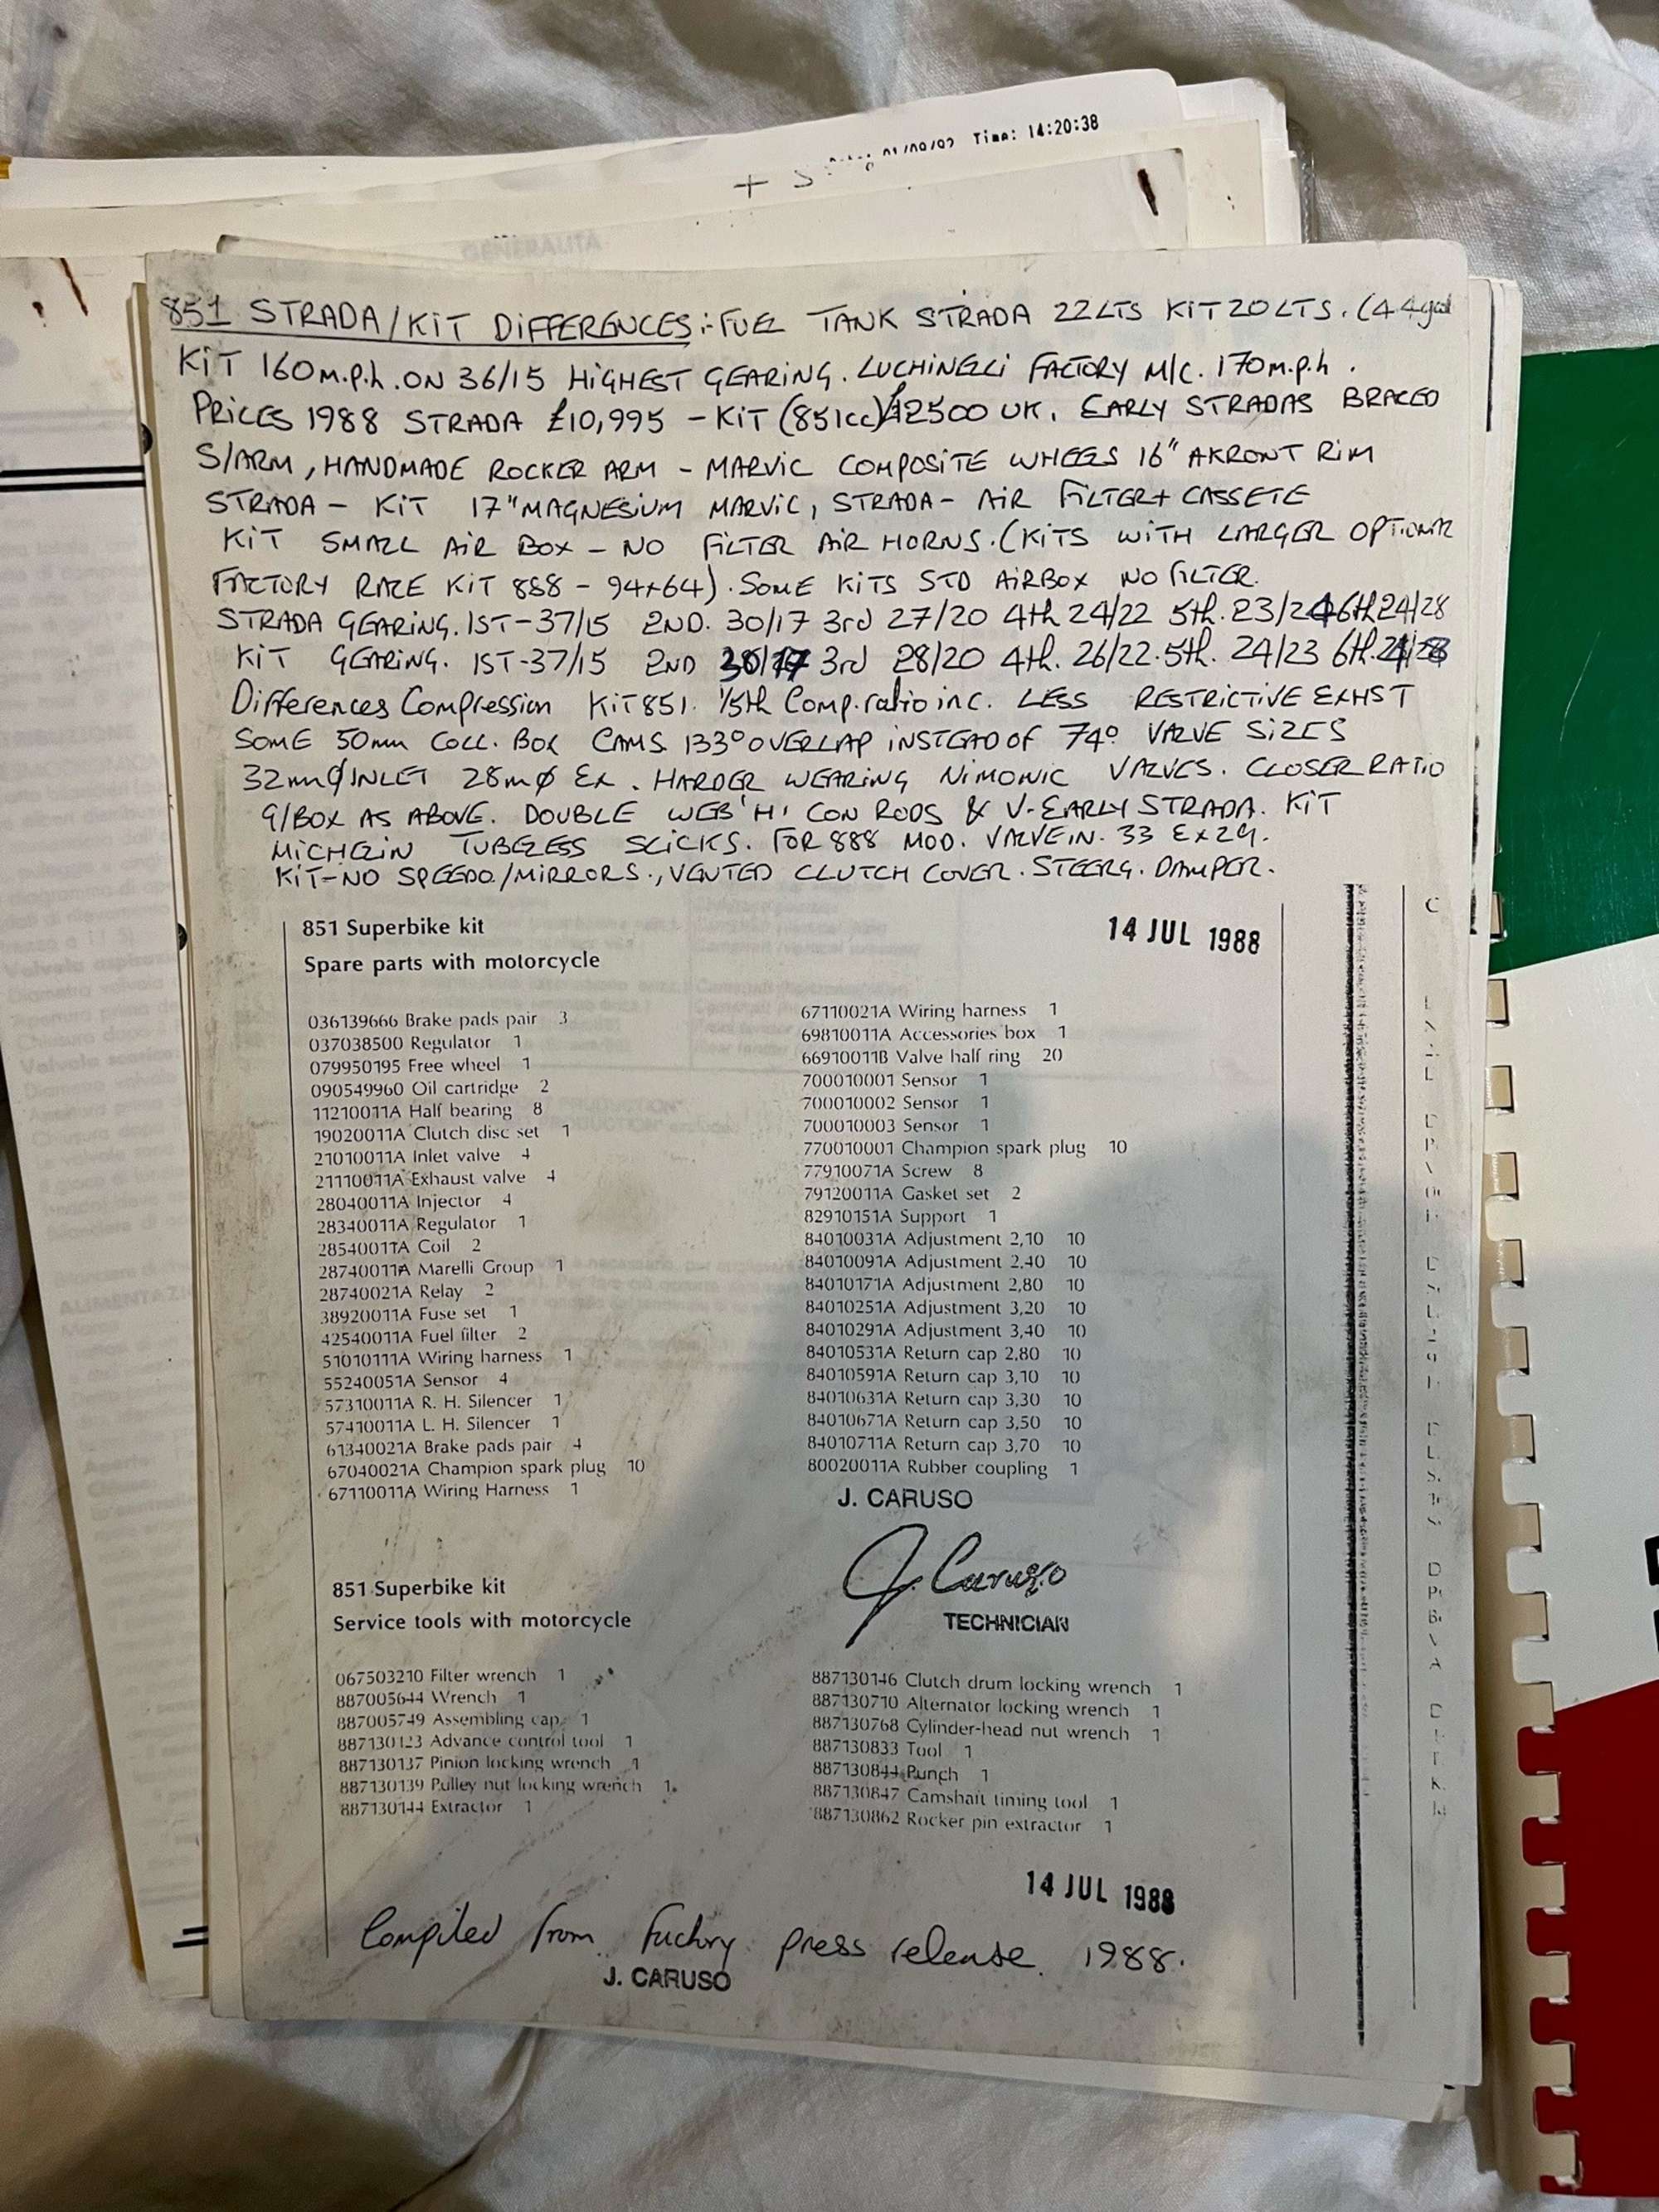 Time: 14:20:38
+ S
GENERALITÀ
851 STRADA/KIT DIFFERENCES:- FUEL TANK STRADA 22LTS KIT 20LTS. (4.4gal
KIT 160 M.P.h. ON 36/15 HIGHEST GEARING. LUCHINELLI FACTORY M/C. 170 m.p.h.
PRICES 1988 STRADA £10,995 - KIT (851cc) £12500 UK. EARLY STRADAS BRACED
S/ARM, HANDMADE ROCKER ARM - MARVIC COMPOSITE WHEELS 16" AKRONT RIM
STRADA - KIT 17" MAGNESIUM MARVIC, STRADA - AIR FILTER + CASSETE
KIT SMALL AIR BOX - NO FILTER AIR HORNS. (KITS WITH LARGER OPTIONAL
FACTORY RACE KIT 888 - 94x64). SOME KITS STD AIRBOX NO FILTER.
STRADA GEARING. 1ST-37/15 2ND. 30/17 3rd 27/20 4th 24/22 5th. 23/24 6th 24/28
KIT GEARING. 1ST-37/15 2ND 30/17 3rd 28/20 4th. 26/22. 5th. 24/23 6th.
Differences Compression KIT 851. 1/5th Comp. ratio inc. LESS RESTRICTIVE EXHST
SOME 50mm COLL. BOX CAMS 133° OVERLAP INSTEAD OF 74° VALVE SIZES
32mmØ INLET 28mØ EX. HARDER WEARING NIMONIC VALVES. CLOSER RATIO
G/BOX AS ABOVE. DOUBLE WEB 'H' CON RODS & V-EARLY STRADA. KIT
MICHELIN TUBELESS SLICKS. FOR 888 MOD. VALVE IN. 33 EX 29.
KIT-NO SPEEDO./MIRRORS., VENTED CLUTCH COVER. STEERG. DAMPER.
851 Superbike kit
Spare parts with motorcycle
14 JUL 1988
036139666 Brake pads pair 3
037038500 Regulator 1
079950195 Free wheel 1
090549960 Oil cartridge 2
11210011A Half bearing 8
19020011A Clutch disc set 1
21010011A Inlet valve 4
21110011A Exhaust valve 4
28040011A Injector 4
28340011A Regulator 1
28540011A Coil 2
28740011A Marelli Group 1
28740021A Relay 2
38920011A Fuse set 1
42540011A Fuel filter 2
51010111A Wiring harness 1
55240051A Sensor 4
57310011A R. H. Silencer 1
57410011A L. H. Silencer 1
61340021A Brake pads pair 4
67040021A Champion spark plug 10
67110011A Wiring Harness 1
67110021A Wiring harness 1
69810011A Accessories box 1
66910011B Valve half ring 20
700010001 Sensor 1
700010002 Sensor 1
700010003 Sensor 1
770010001 Champion spark plug 10
77910071A Screw 8
79120011A Gasket set 2
82910151A Support 1
84010031A Adjustment 2,10 10
84010091A Adjustment 2,40 10
84010171A Adjustment 2,80 10
84010251A Adjustment 3,20 10
84010291A Adjustment 3,40 10
84010531A Return cap 2,80 10
84010591A Return cap 3,10 10
84010631A Return cap 3,30 10
84010671A Return cap 3,50 10
84010711A Return cap 3,70 10
80020011A Rubber coupling 1
J. CARUSO
J. Caruso
TECHNICIAN
851 Superbike kit
Service tools with motorcycle
067503210 Filter wrench 1
887005644 Wrench 1
887005749 Assembling cap 1
887130123 Advance control tool 1
887130137 Pinion locking wrench 1
887130139 Pulley nut locking wrench 1
887130144 Extractor 1
887130146 Clutch drum locking wrench 1
887130710 Alternator locking wrench 1
887130768 Cylinder-head nut wrench 1
887130833 Tool 1
887130844 Punch 1
887130847 Camshaft timing tool 1
887130862 Rocker pin extractor 1
14 JUL 1988
Compiled from factory press release 1988.
J. CARUSO